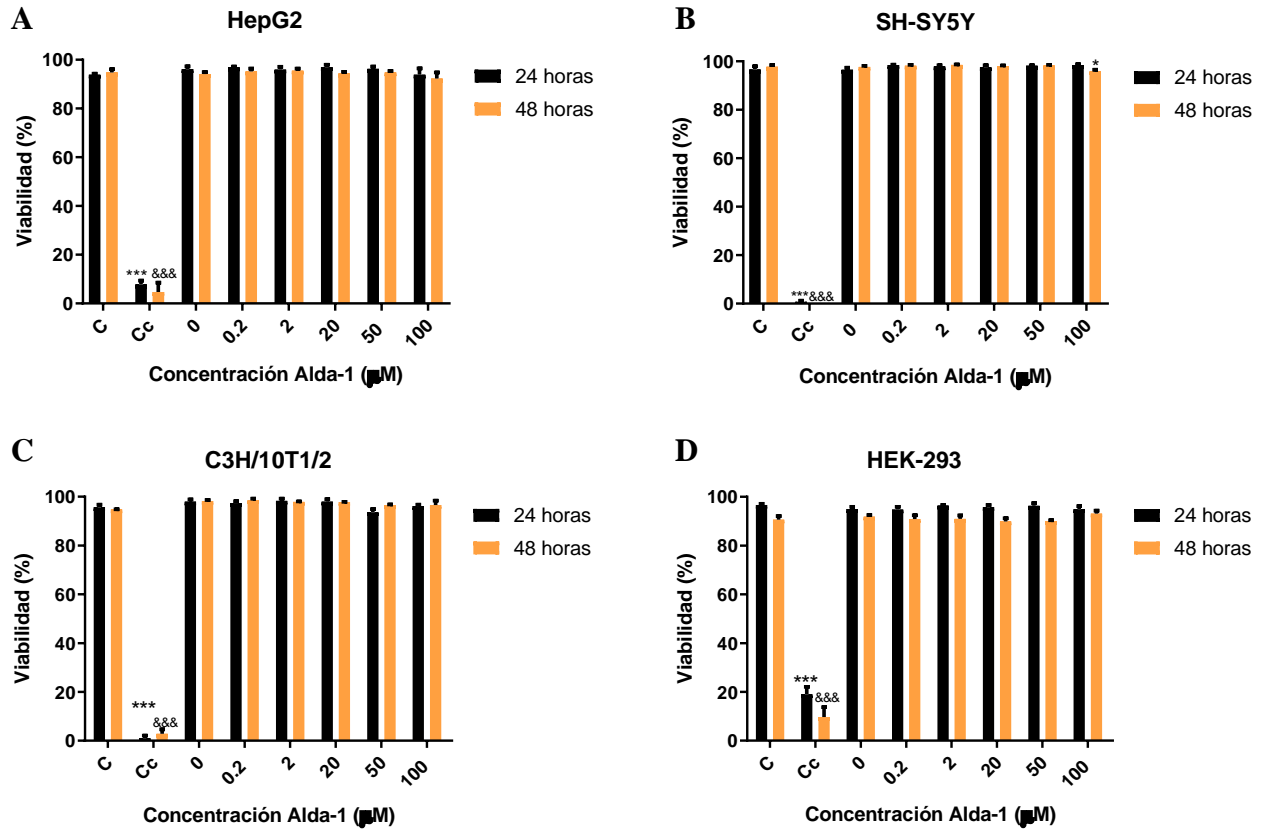 A
HepG2
Viabilidad (%)
100
80
60
40
20
0
*** &&&
C Cc 0 0.2 2 20 50 100
Concentración Alda-1 (μM)
24 horas
48 horas
B
SH-SY5Y
Viabilidad (%)
100
80
60
40
20
0
***&&&
*
C Cc 0 0.2 2 20 50 100
Concentración Alda-1 (μM)
24 horas
48 horas
C
C3H/10T1/2
Viabilidad (%)
100
80
60
40
20
0
***
&&&
C Cc 0 0.2 2 20 50 100
Concentración Alda-1 (μM)
24 horas
48 horas
D
HEK-293
Viabilidad (%)
100
80
60
40
20
0
***
&&&
C Cc 0 0.2 2 20 50 100
Concentración Alda-1 (μM)
24 horas
48 horas